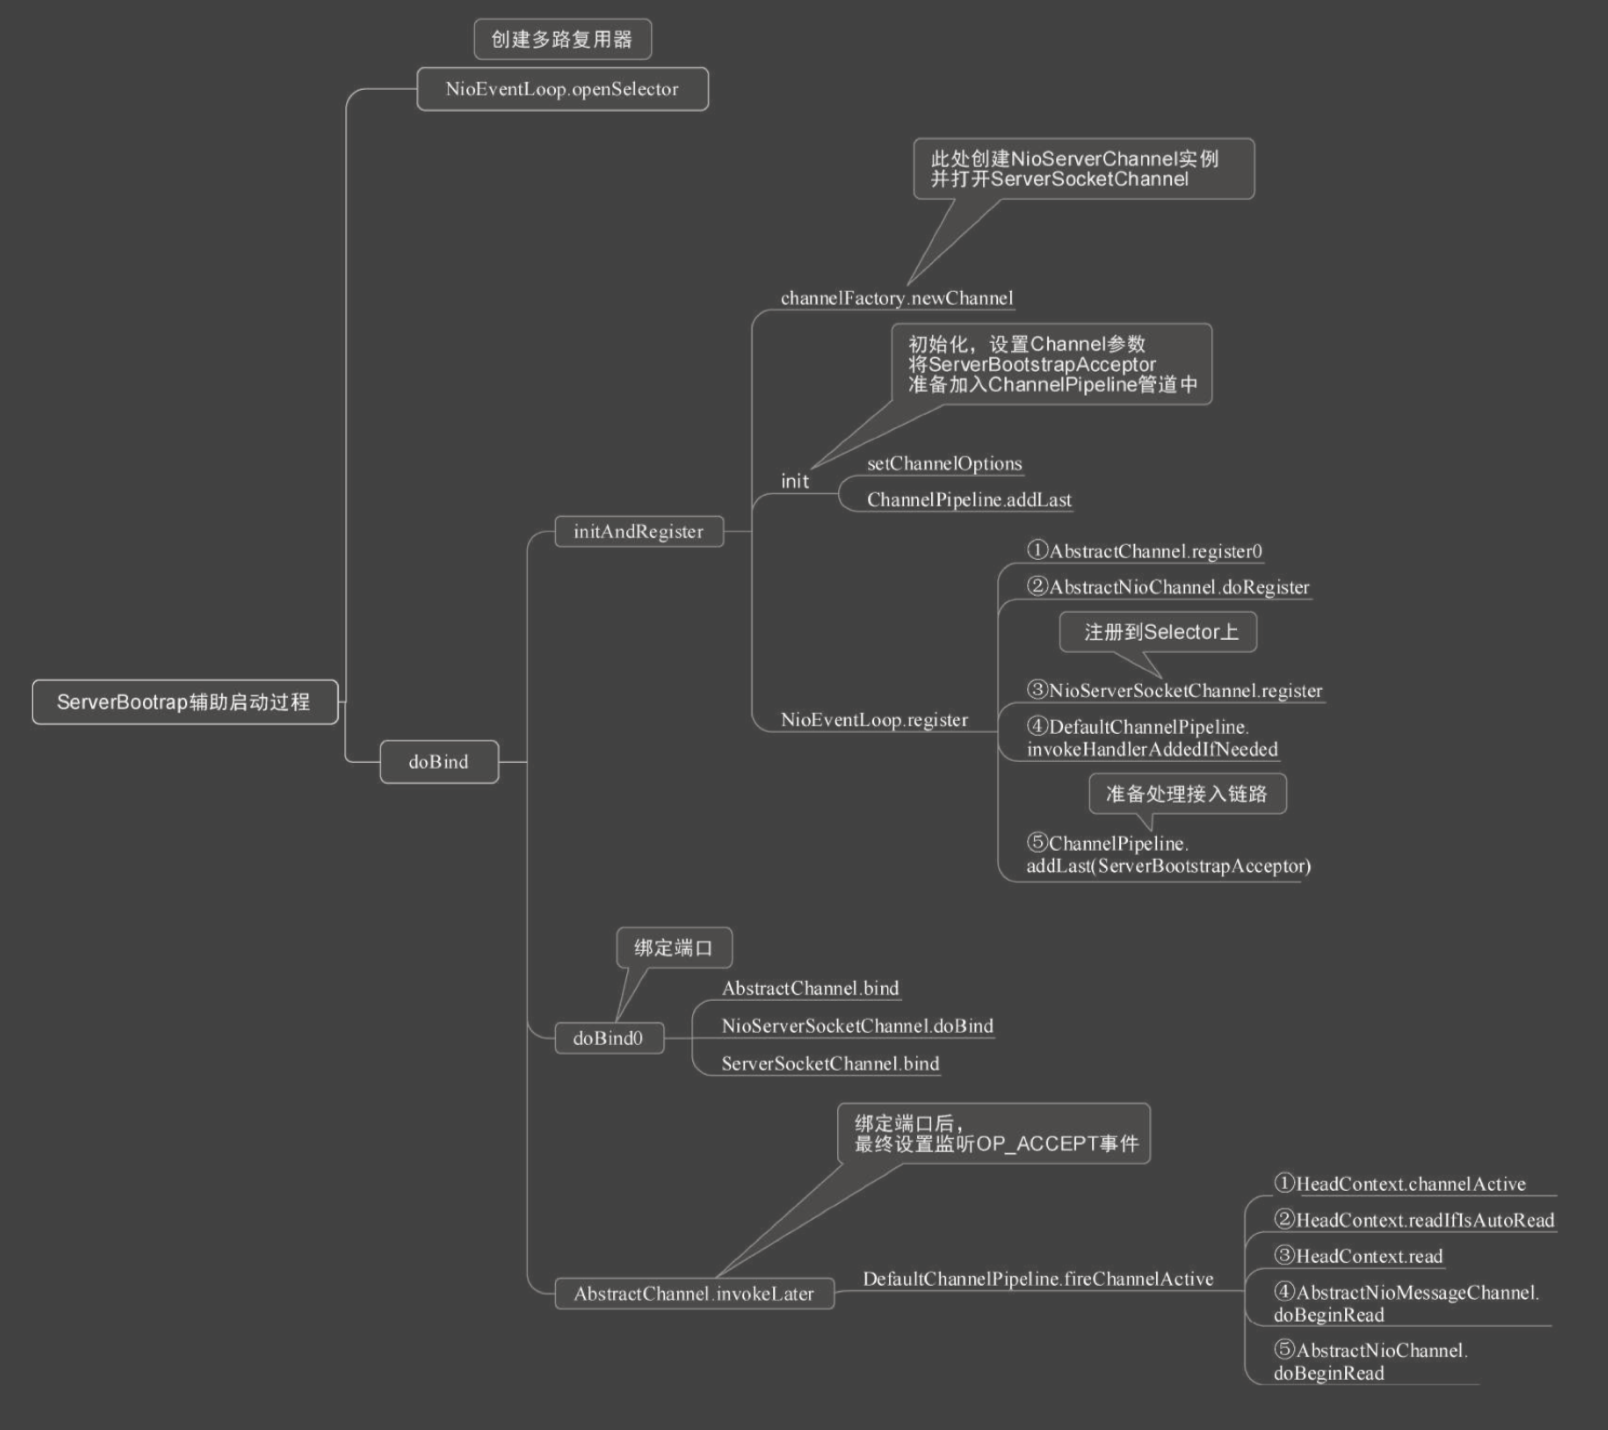 创建多路复用器
NioEventLoop.openSelector
此处创建NioServerChannel实例
并打开ServerSocketChannel
channelFactory.newChannel
初始化，设置Channel参数
将ServerBootstrapAcceptor
准备加入ChannelPipeline管道中
setChannelOptions
init
ChannelPipeline.addLast
initAndRegister
①AbstractChannel.register0
②AbstractNioChannel.doRegister
注册到Selector上
③NioServerSocketChannel.register
NioEventLoop.register
④DefaultChannelPipeline.
invokeHandlerAddedIfNeeded
ServerBootrap辅助启动过程
doBind
准备处理接入链路
⑤ChannelPipeline.
addLast(ServerBootstrapAcceptor)
绑定端口
AbstractChannel.bind
NioServerSocketChannel.doBind
doBind0
ServerSocketChannel.bind
绑定端口后，
最终设置监听OP_ACCEPT事件
AbstractChannel.invokeLater
DefaultChannelPipeline.fireChannelActive
①HeadContext.channelActive
②HeadContext.readIfIsAutoRead
③HeadContext.read
④AbstractNioMessageChannel.
doBeginRead
⑤AbstractNioChannel.
doBeginRead